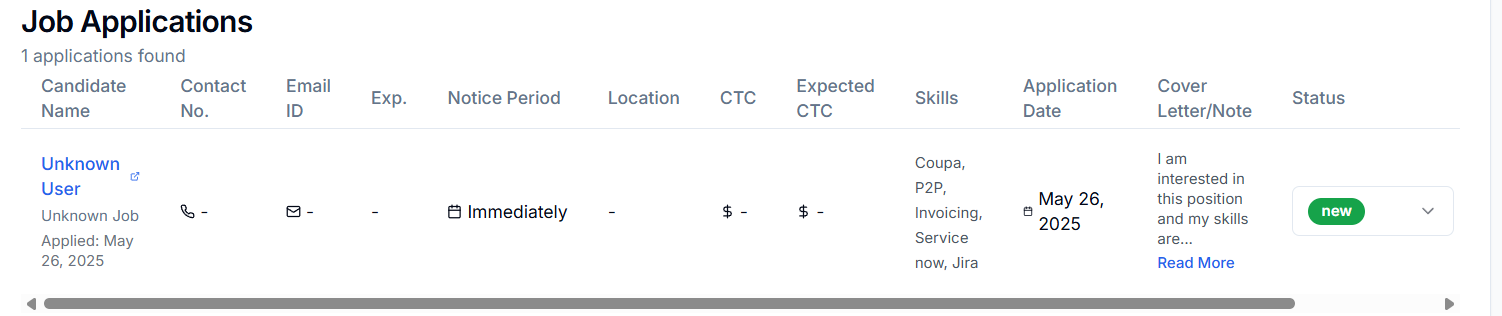 Job Applications
1 applications found
Candidate Name
Contact No.
Email ID
Exp.
Notice Period
Location
CTC
Expected CTC
Skills
Application Date
Cover Letter/Note
Status
Unknown
User
Unknown Job
Applied: May
26, 2025
-
-
-
Immediately
-
$ -
$ -
Coupa,
P2P,
Invoicing,
Service
now, Jira
May 26,
2025
I am
interested in
this position
and my skills
are...
Read More
new